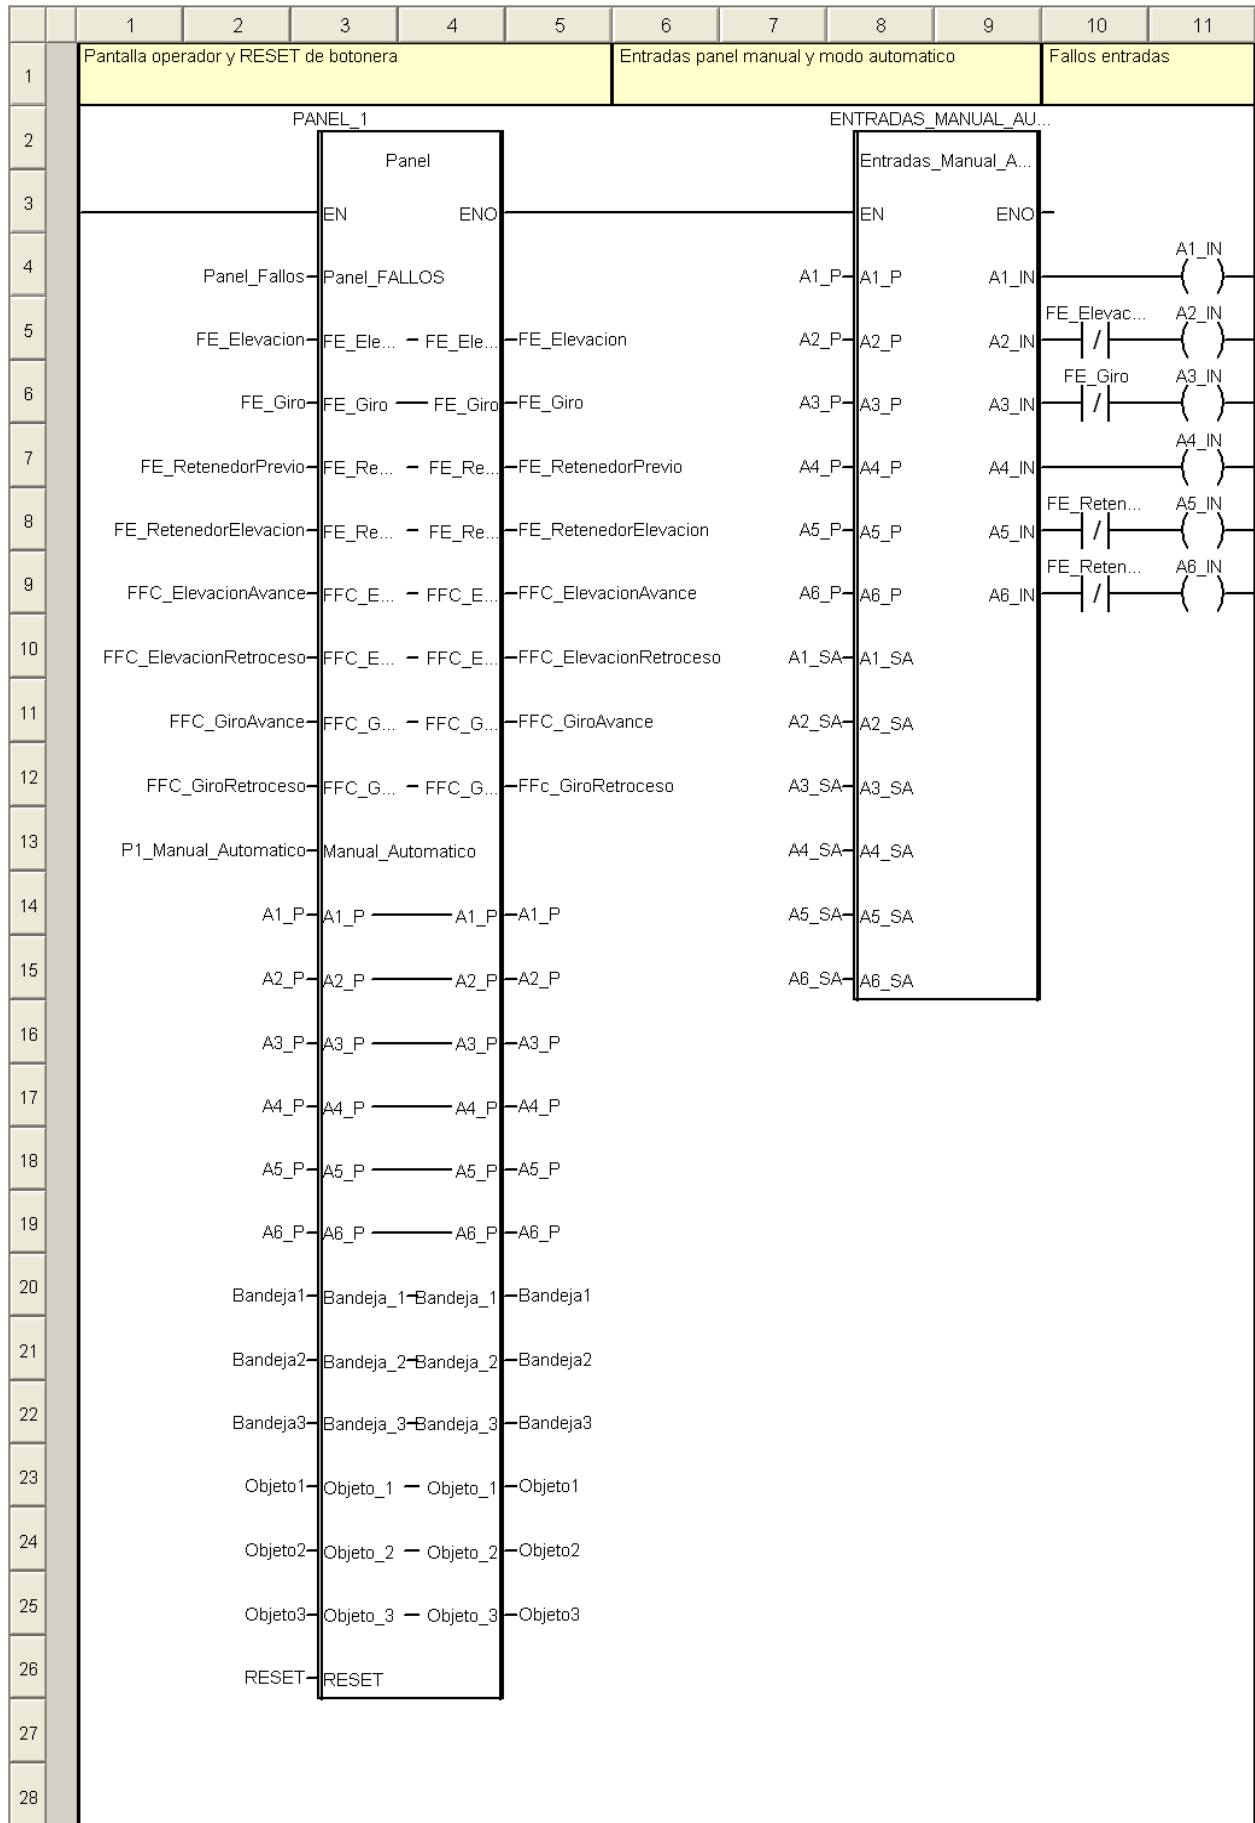 1 2 3 4 5 6 7 8 9 10 11
1 Pantalla operador y RESET de botonera Entradas panel manual y modo automatico Fallos entradas
2 PANEL_1 ENTRADAS_MANUAL_AU...
Panel Entradas_Manual_A...
3 EN ENO EN ENO
A1_IN
4 Panel_Fallos Panel_FALLOS A1_P A1_P A1_IN ( )
FE_Elevac... A2_IN
5 FE_Elevacion FE_Ele... FE_Ele... FE_Elevacion A2_P A2_P A2_IN / ( )
FE_Giro A3_IN
6 FE_Giro FE_Giro FE_Giro FE_Giro A3_P A3_P A3_IN / ( )
A4_IN
7 FE_RetenedorPrevio FE_Re... FE_Re... FE_RetenedorPrevio A4_P A4_P A4_IN ( )
FE_Reten... A5_IN
8 FE_RetenedorElevacion FE_Re... FE_Re... FE_RetenedorElevacion A5_P A5_P A5_IN / ( )
FE_Reten... A6_IN
9 FFC_ElevacionAvance FFC_E... FFC_E... FFC_ElevacionAvance A6_P A6_P A6_IN / ( )
10 FFC_ElevacionRetroceso FFC_E... FFC_E... FFC_ElevacionRetroceso A1_SA A1_SA
11 FFC_GiroAvance FFC_G... FFC_G... FFC_GiroAvance A2_SA A2_SA
12 FFC_GiroRetroceso FFC_G... FFC_G... FFc_GiroRetroceso A3_SA A3_SA
13 P1_Manual_Automatico Manual_Automatico A4_SA A4_SA
14 A1_P A1_P A1_P A1_P A5_SA A5_SA
15 A2_P A2_P A2_P A2_P A6_SA A6_SA
16 A3_P A3_P A3_P A3_P
17 A4_P A4_P A4_P A4_P
18 A5_P A5_P A5_P A5_P
19 A6_P A6_P A6_P A6_P
20 Bandeja1 Bandeja_1 Bandeja_1 Bandeja1
21 Bandeja2 Bandeja_2 Bandeja_2 Bandeja2
22 Bandeja3 Bandeja_3 Bandeja_3 Bandeja3
23 Objeto1 Objeto_1 Objeto_1 Objeto1
24 Objeto2 Objeto_2 Objeto_2 Objeto2
25 Objeto3 Objeto_3 Objeto_3 Objeto3
26 RESET RESET
27
28